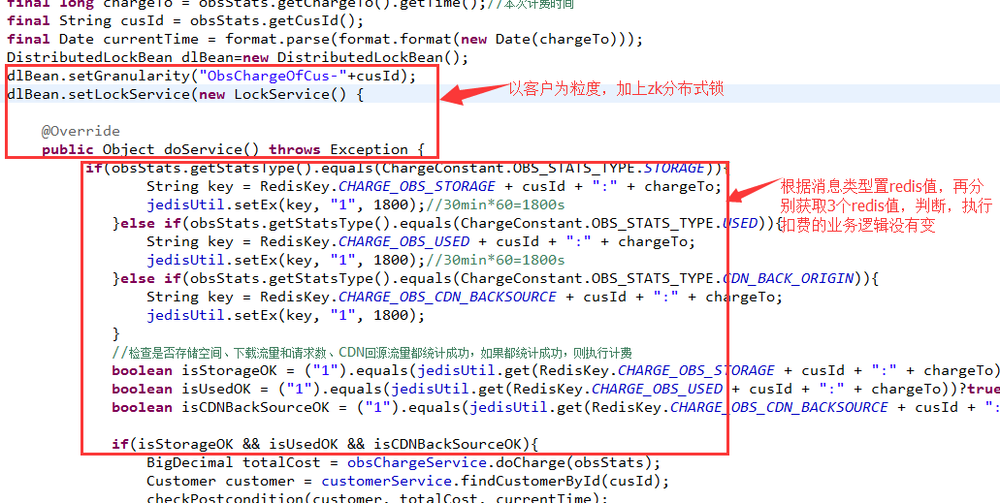 final long chargeTo = obsStats.getChargeTo().getTime();//本次计费时间
final String cusId = obsStats.getCusId();
final Date currentTime = format.parse(format.format(new Date(chargeTo)));
DistributedLockBean dlBean=new DistributedLockBean();
dlBean.setGranularity("ObsChargeOfCus-"+cusId);
dlBean.setLockService(new LockService() {
以客户为粒度，加上zk分布式锁
@Override
public Object doService() throws Exception {
if(obsStats.getStatsType().equals(ChargeConstant.OBS_STATS_TYPE.STORAGE)){
String key = RedisKey.CHARGE_OBS_STORAGE + cusId + ":" + chargeTo;
jedisUtil.setEx(key, "1", 1800);//30min*60=1800s
}else if(obsStats.getStatsType().equals(ChargeConstant.OBS_STATS_TYPE.USED)){
String key = RedisKey.CHARGE_OBS_USED + cusId + ":" + chargeTo;
jedisUtil.setEx(key, "1", 1800);//30min*60=1800s
}else if(obsStats.getStatsType().equals(ChargeConstant.OBS_STATS_TYPE.CDN_BACK_ORIGIN)){
String key = RedisKey.CHARGE_OBS_CDN_BACKSOURCE + cusId + ":" + chargeTo;
jedisUtil.setEx(key, "1", 1800);
}
根据消息类型置redis值，再分
别获取3个redis值，判断，执行
扣费的业务逻辑没有变
//检查是否存储空间、下载流量和请求数、CDN回源流量都统计成功，如果都统计成功，则执行计费
boolean isStorageOK = ("1").equals(jedisUtil.get(RedisKey.CHARGE_OBS_STORAGE + cusId + ":" + chargeTo)
boolean isUsedOK = ("1").equals(jedisUtil.get(RedisKey.CHARGE_OBS_USED + cusId + ":" + chargeTo))?true
boolean isCDNBackSourceOK = ("1").equals(jedisUtil.get(RedisKey.CHARGE_OBS_CDN_BACKSOURCE + cusId + ":
if(isStorageOK && isUsedOK && isCDNBackSourceOK){
BigDecimal totalCost = obsChargeService.doCharge(obsStats);
Customer customer = customerService.findCustomerById(cusId);
checkPostcondition(customer, totalCost, currentTime);